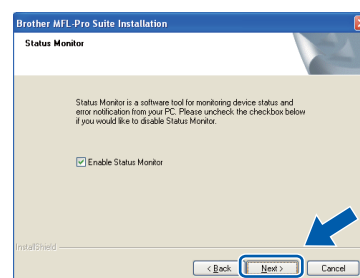 Brother MFL-Pro Suite Installation
Status Monitor
Status Monitor is a software tool for monitoring device status and
error notification from your PC. Please uncheck the checkbox below
if you would like to disable Status Monitor.
Enable Status Monitor
InstallShield
< Back
Next >
Cancel